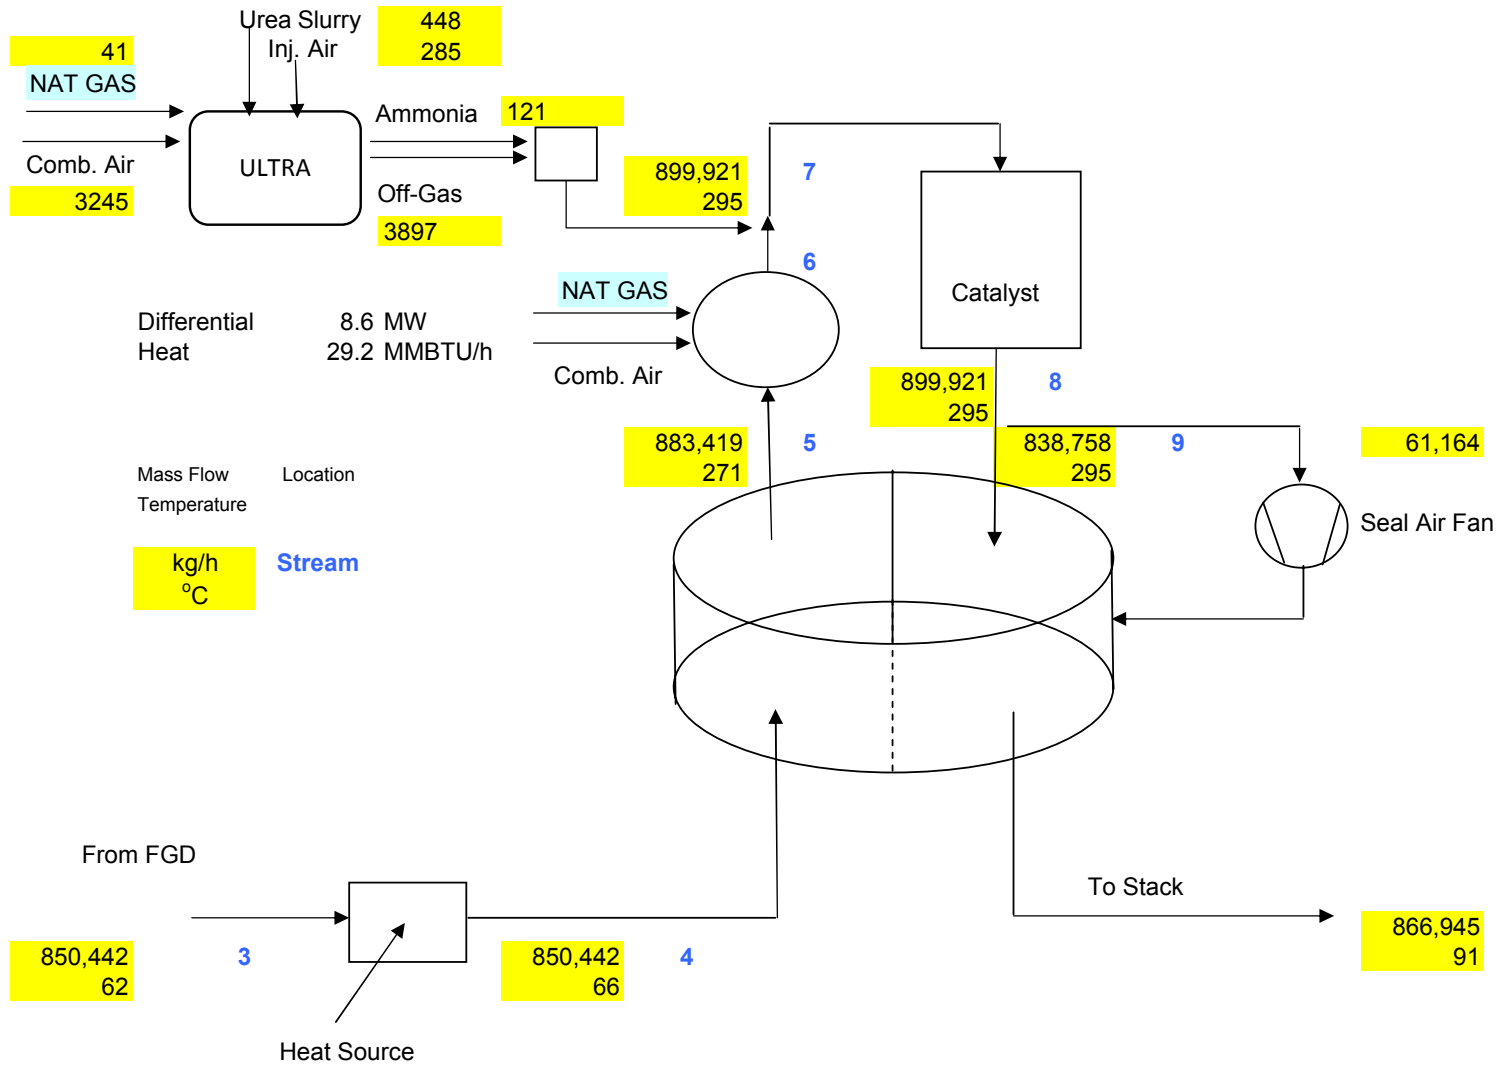 Urea Slurry
Inj. Air
448
285
41
NAT GAS
Comb. Air
3245
ULTRA
Ammonia
121
Off-Gas
3897
899,921
295
7
6
NAT GAS
Comb. Air
Differential 8.6 MW
Heat 29.2 MMBTU/h
Catalyst
899,921
295
8
883,419
271
5
838,758
295
9
61,164
Seal Air Fan
Mass Flow Location
Temperature
kg/h Stream
°C
From FGD
To Stack
850,442
62
3
850,442
66
4
866,945
91
Heat Source